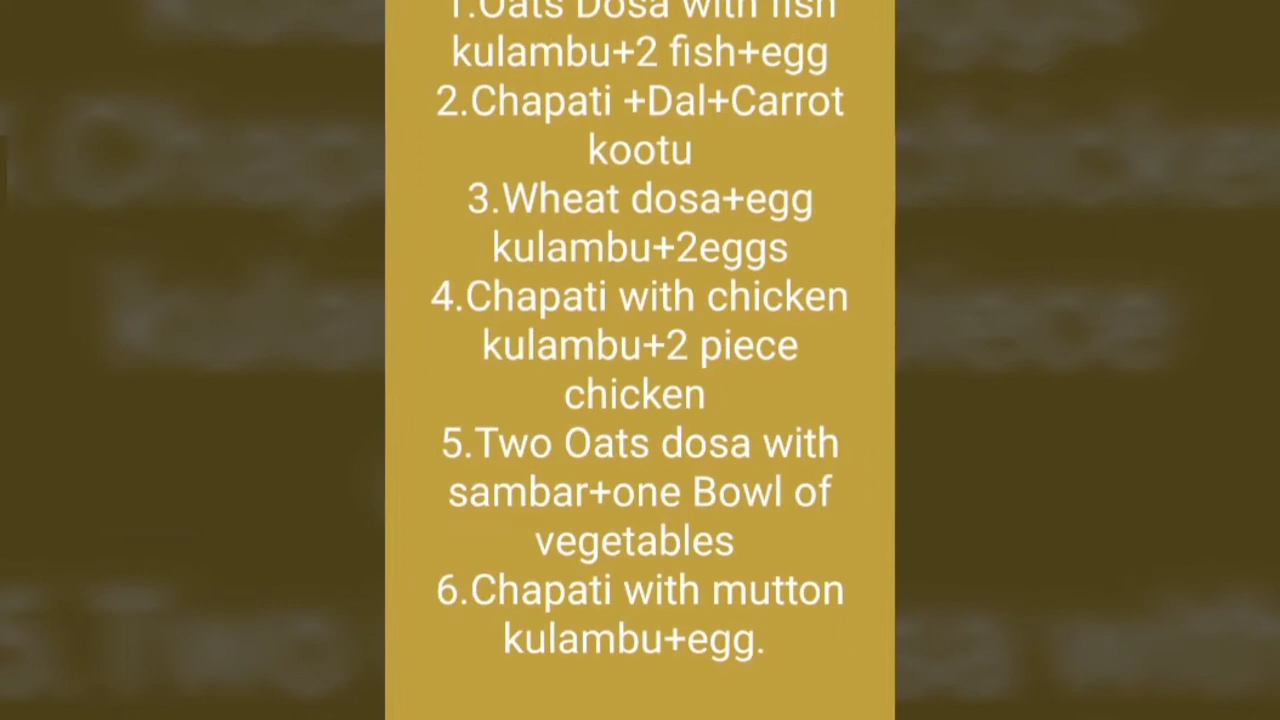 1.Oats Dosa with fish
kulambu+2 fish+egg
2.Chapati +Dal+Carrot
kootu
3.Wheat dosa+egg
kulambu+2eggs
4.Chapati with chicken
kulambu+2 piece
chicken
5.Two Oats dosa with
sambar+one Bowl of
vegetables
6.Chapati with mutton
kulambu+egg.